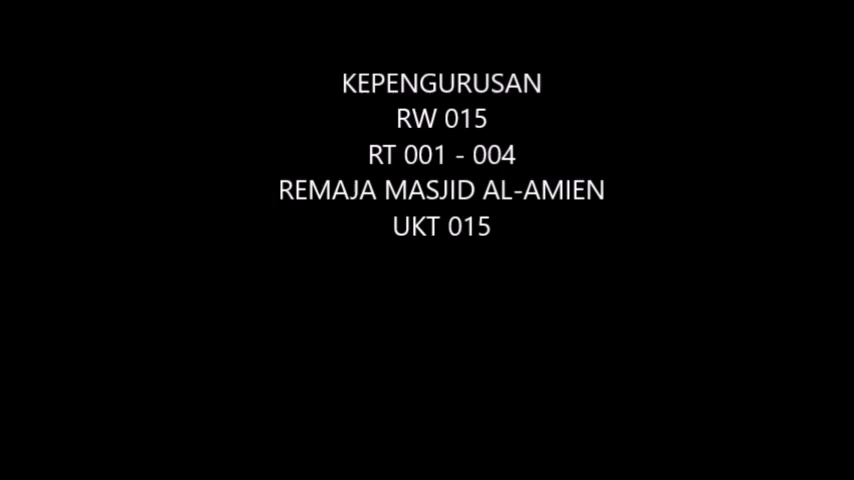 KEPENGURUSAN
RW 015
RT 001 - 004
REMAJA MASJID AL-AMIEN
UKT 015